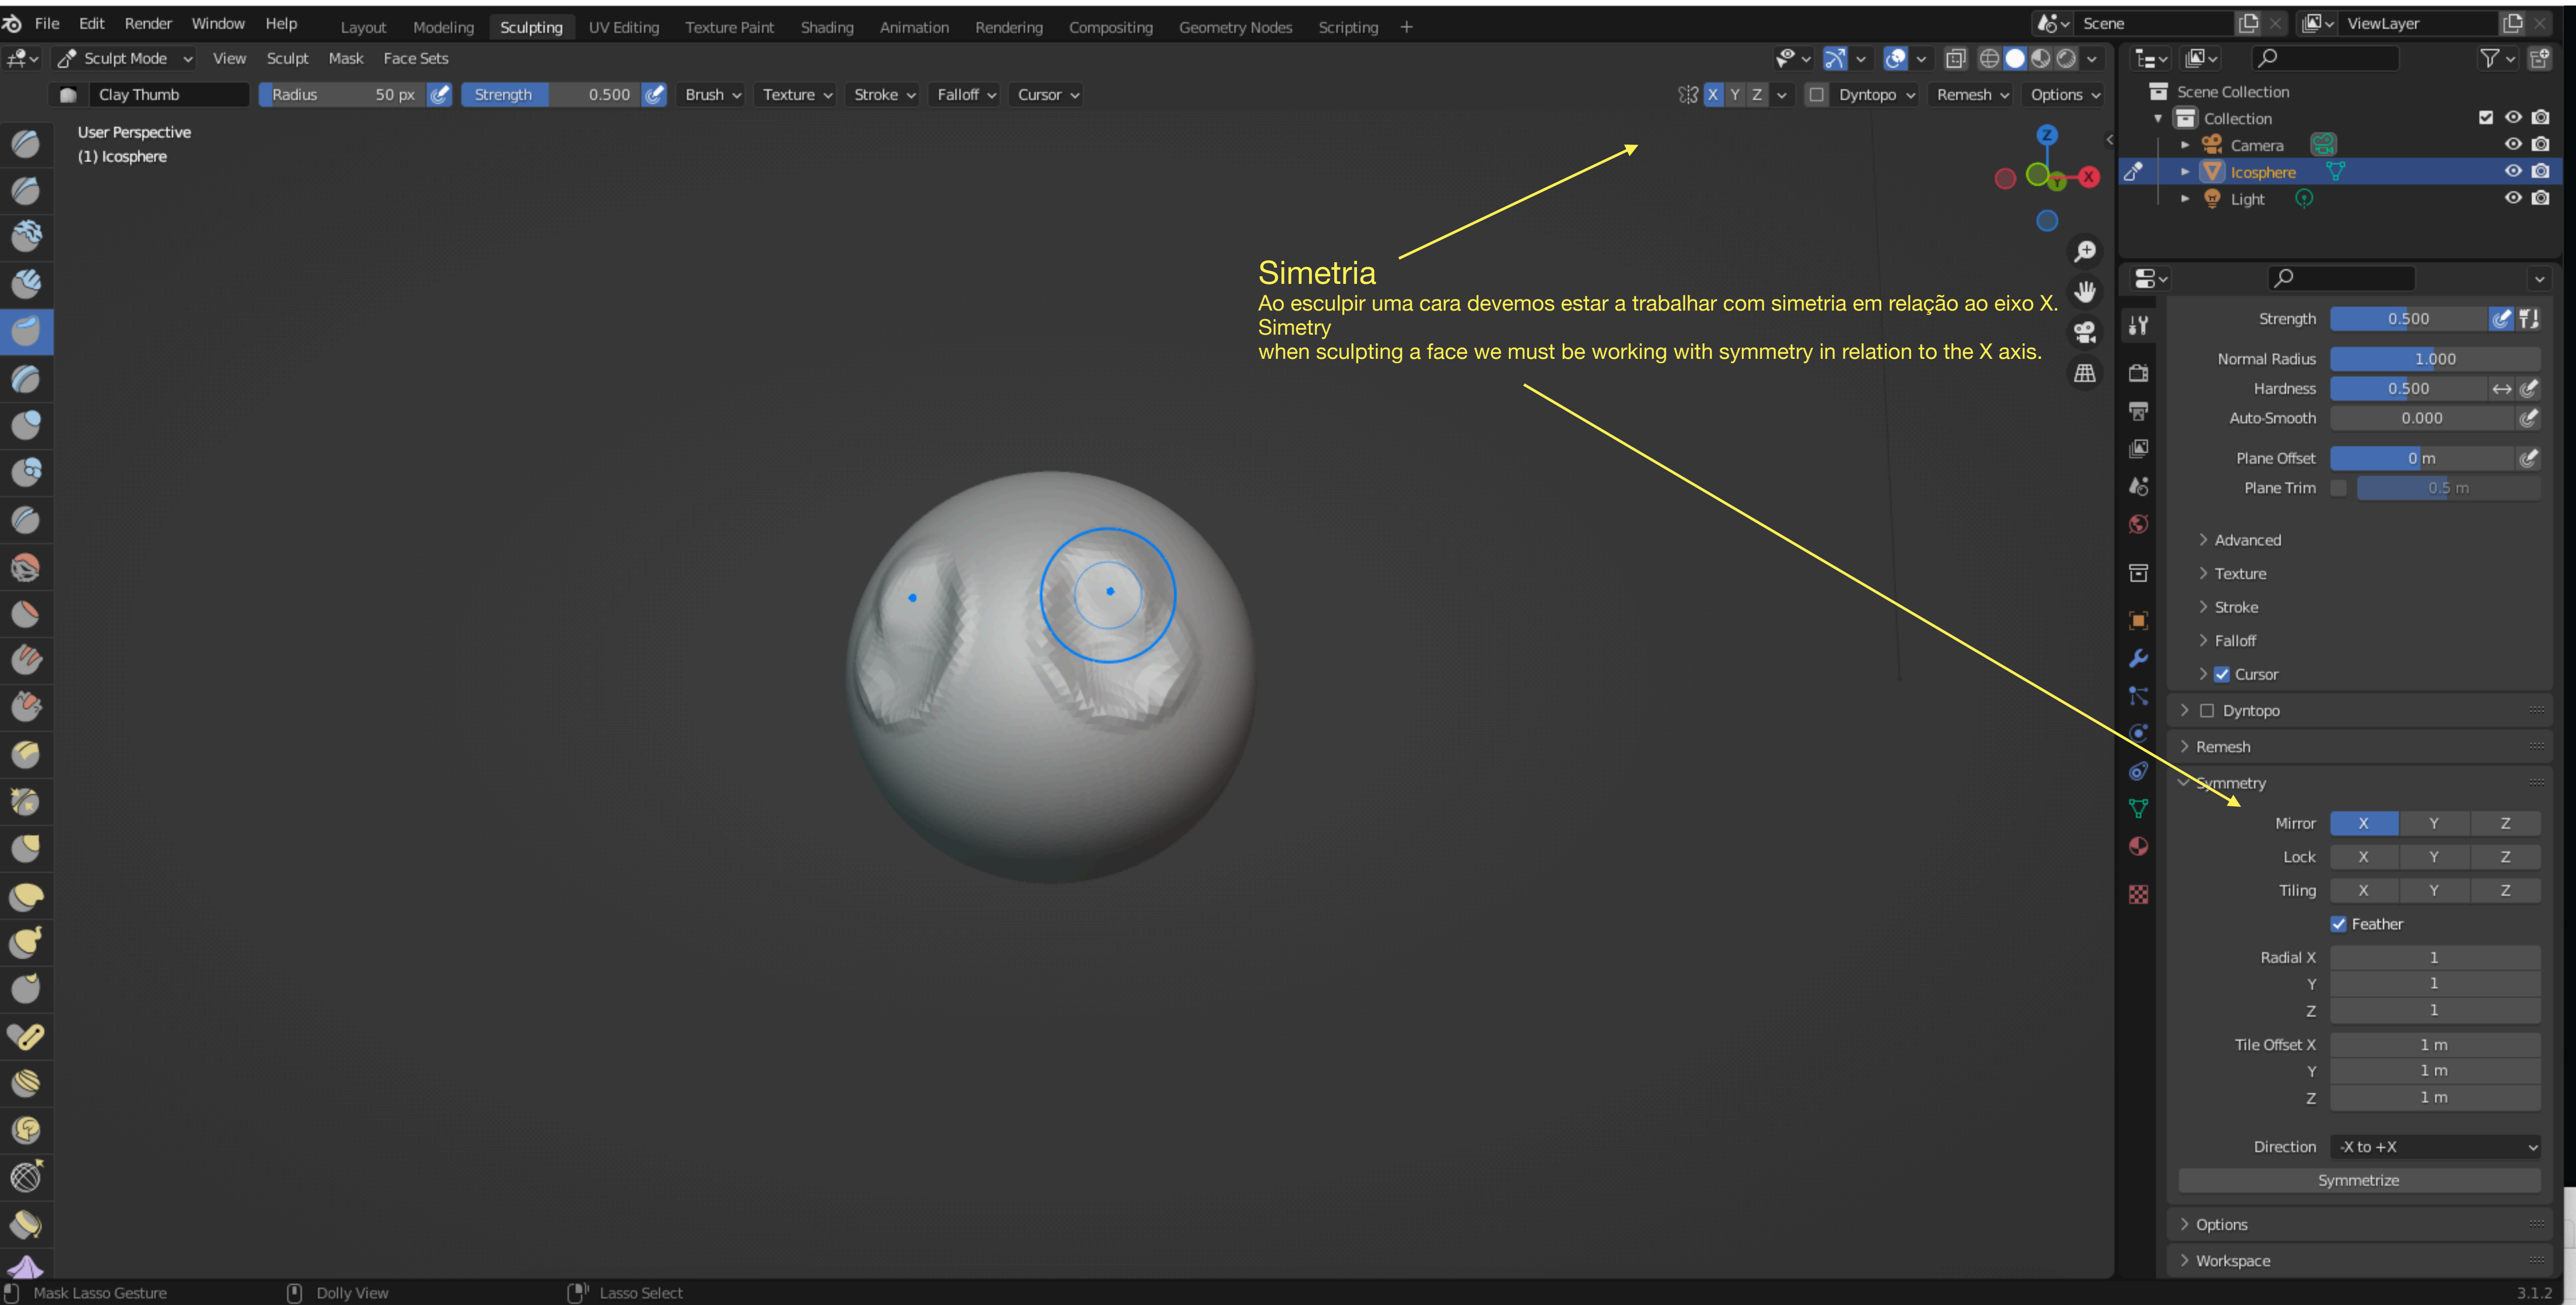 File Edit Render Window Help Layout Modeling Sculpting UV Editing Texture Paint Shading Animation Rendering Compositing Geometry Nodes Scripting + Scene ViewLayer
Sculpt Mode View Sculpt Mask Face Sets
Clay Thumb Radius 50 px Strength 0.500 Brush Texture Stroke Falloff Cursor X Y Z Dyntopo Remesh Options
User Perspective
(1) Icosphere
Z
X
Y
Scene Collection
Collection
Camera
Icosphere
Light
Simetria
Ao esculpir uma cara devemos estar a trabalhar com simetria em relação ao eixo X.
Simetry
when sculpting a face we must be working with symmetry in relation to the X axis.
Strength 0.500
Normal Radius 1.000
Hardness 0.500
Auto-Smooth 0.000
Plane Offset 0 m
Plane Trim 0.5 m
Advanced
Texture
Stroke
Falloff
Cursor
Dyntopo
Remesh
Symmetry
Mirror X Y Z
Lock X Y Z
Tiling X Y Z
Feather
Radial X 1
Y 1
Z 1
Tile Offset X 1 m
Y 1 m
Z 1 m
Direction -X to +X
Symmetrize
Options
Workspace
Mask Lasso Gesture Dolly View Lasso Select 3.1.2